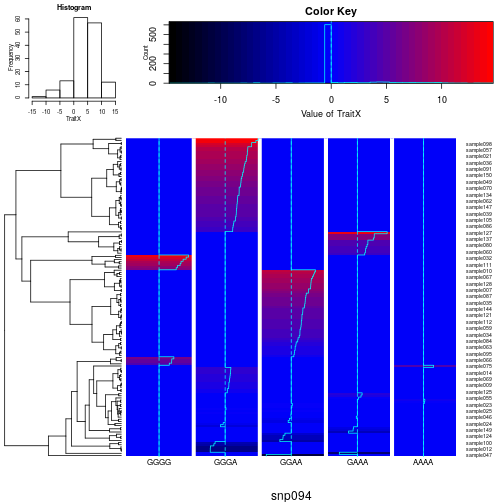 Histogram
Frequency
0 10 20 30 40 50 60
-15 -10 -5 0 5 10 15
TraitX
Color Key
Count
0 200 500
-10 -5 0 5 10
Value of TraitX
sample098
sample057
sample021
sample036
sample091
sample150
sample049
sample070
sample134
sample062
sample147
sample039
sample105
sample086
sample127
sample137
sample080
sample060
sample032
sample111
sample010
sample067
sample128
sample007
sample087
sample035
sample144
sample121
sample112
sample059
sample034
sample084
sample063
sample095
sample066
sample075
sample014
sample069
sample009
sample125
sample055
sample023
sample025
sample046
sample024
sample149
sample124
sample100
sample012
sample047
GGGG GGGA GGAA GAAA AAAA
snp094